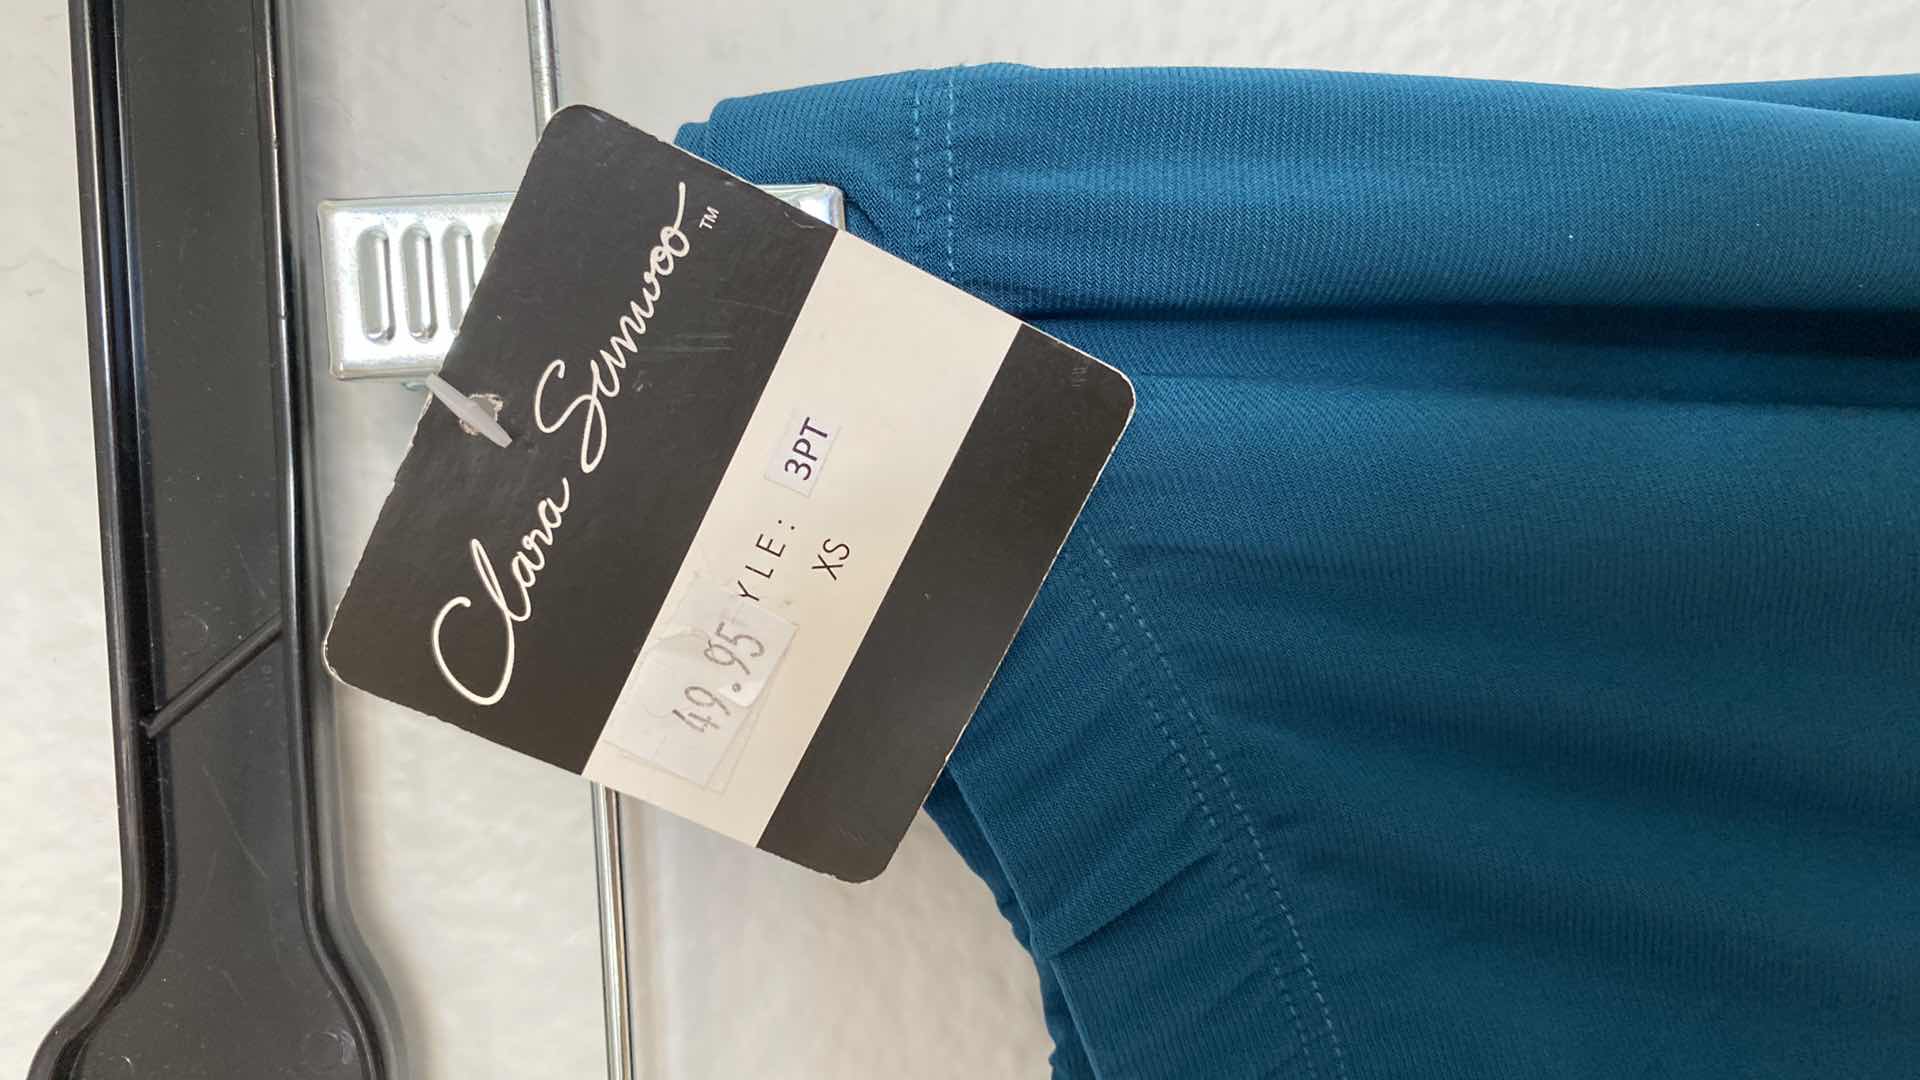 Clara Sunwoo™
YLE: 3PT
XS
49.95